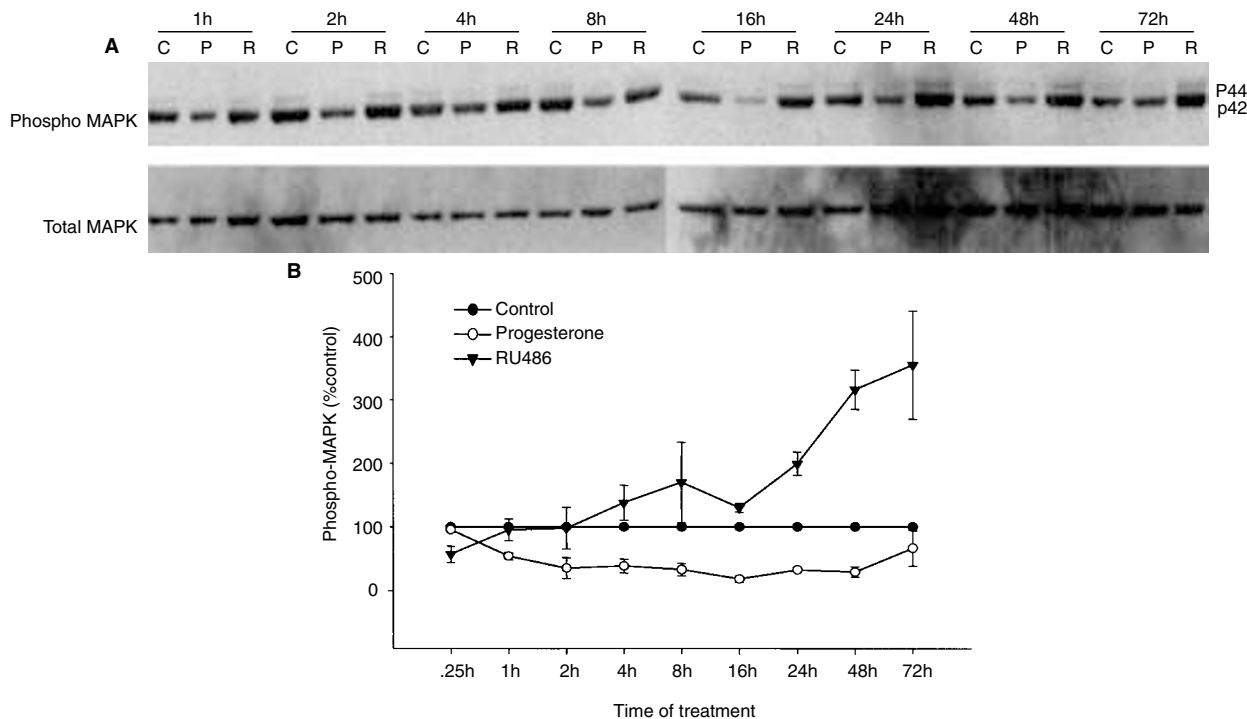 1h 2h 4h 8h 16h 24h 48h 72h
A C P R C P R C P R C P R C P R C P R C P R C P R
Phospho MAPK
P44
p42
Total MAPK
B
500
400
300
200
100
0
Phospho-MAPK (%control)
Control
Progesterone
RU486
.25h 1h 2h 4h 8h 16h 24h 48h 72h
Time of treatment